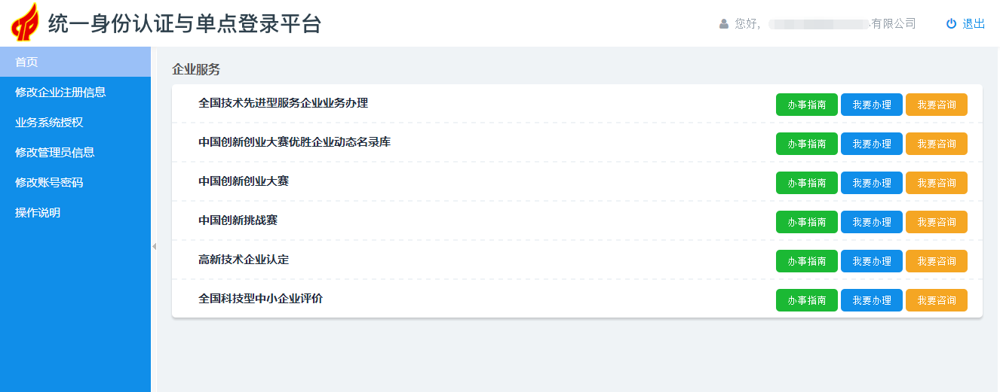 统一身份认证与单点登录平台
您好,
有限公司
退出
首页
修改企业注册信息
业务系统授权
修改管理员信息
修改账号密码
操作说明
企业服务
全国技术先进型服务企业业务办理 办事指南 我要办理 我要咨询
中国创新创业大赛优胜企业动态名录库 办事指南 我要办理 我要咨询
中国创新创业大赛 办事指南 我要办理 我要咨询
中国创新挑战赛 办事指南 我要办理 我要咨询
高新技术企业认定 办事指南 我要办理 我要咨询
全国科技型中小企业评价 办事指南 我要办理 我要咨询